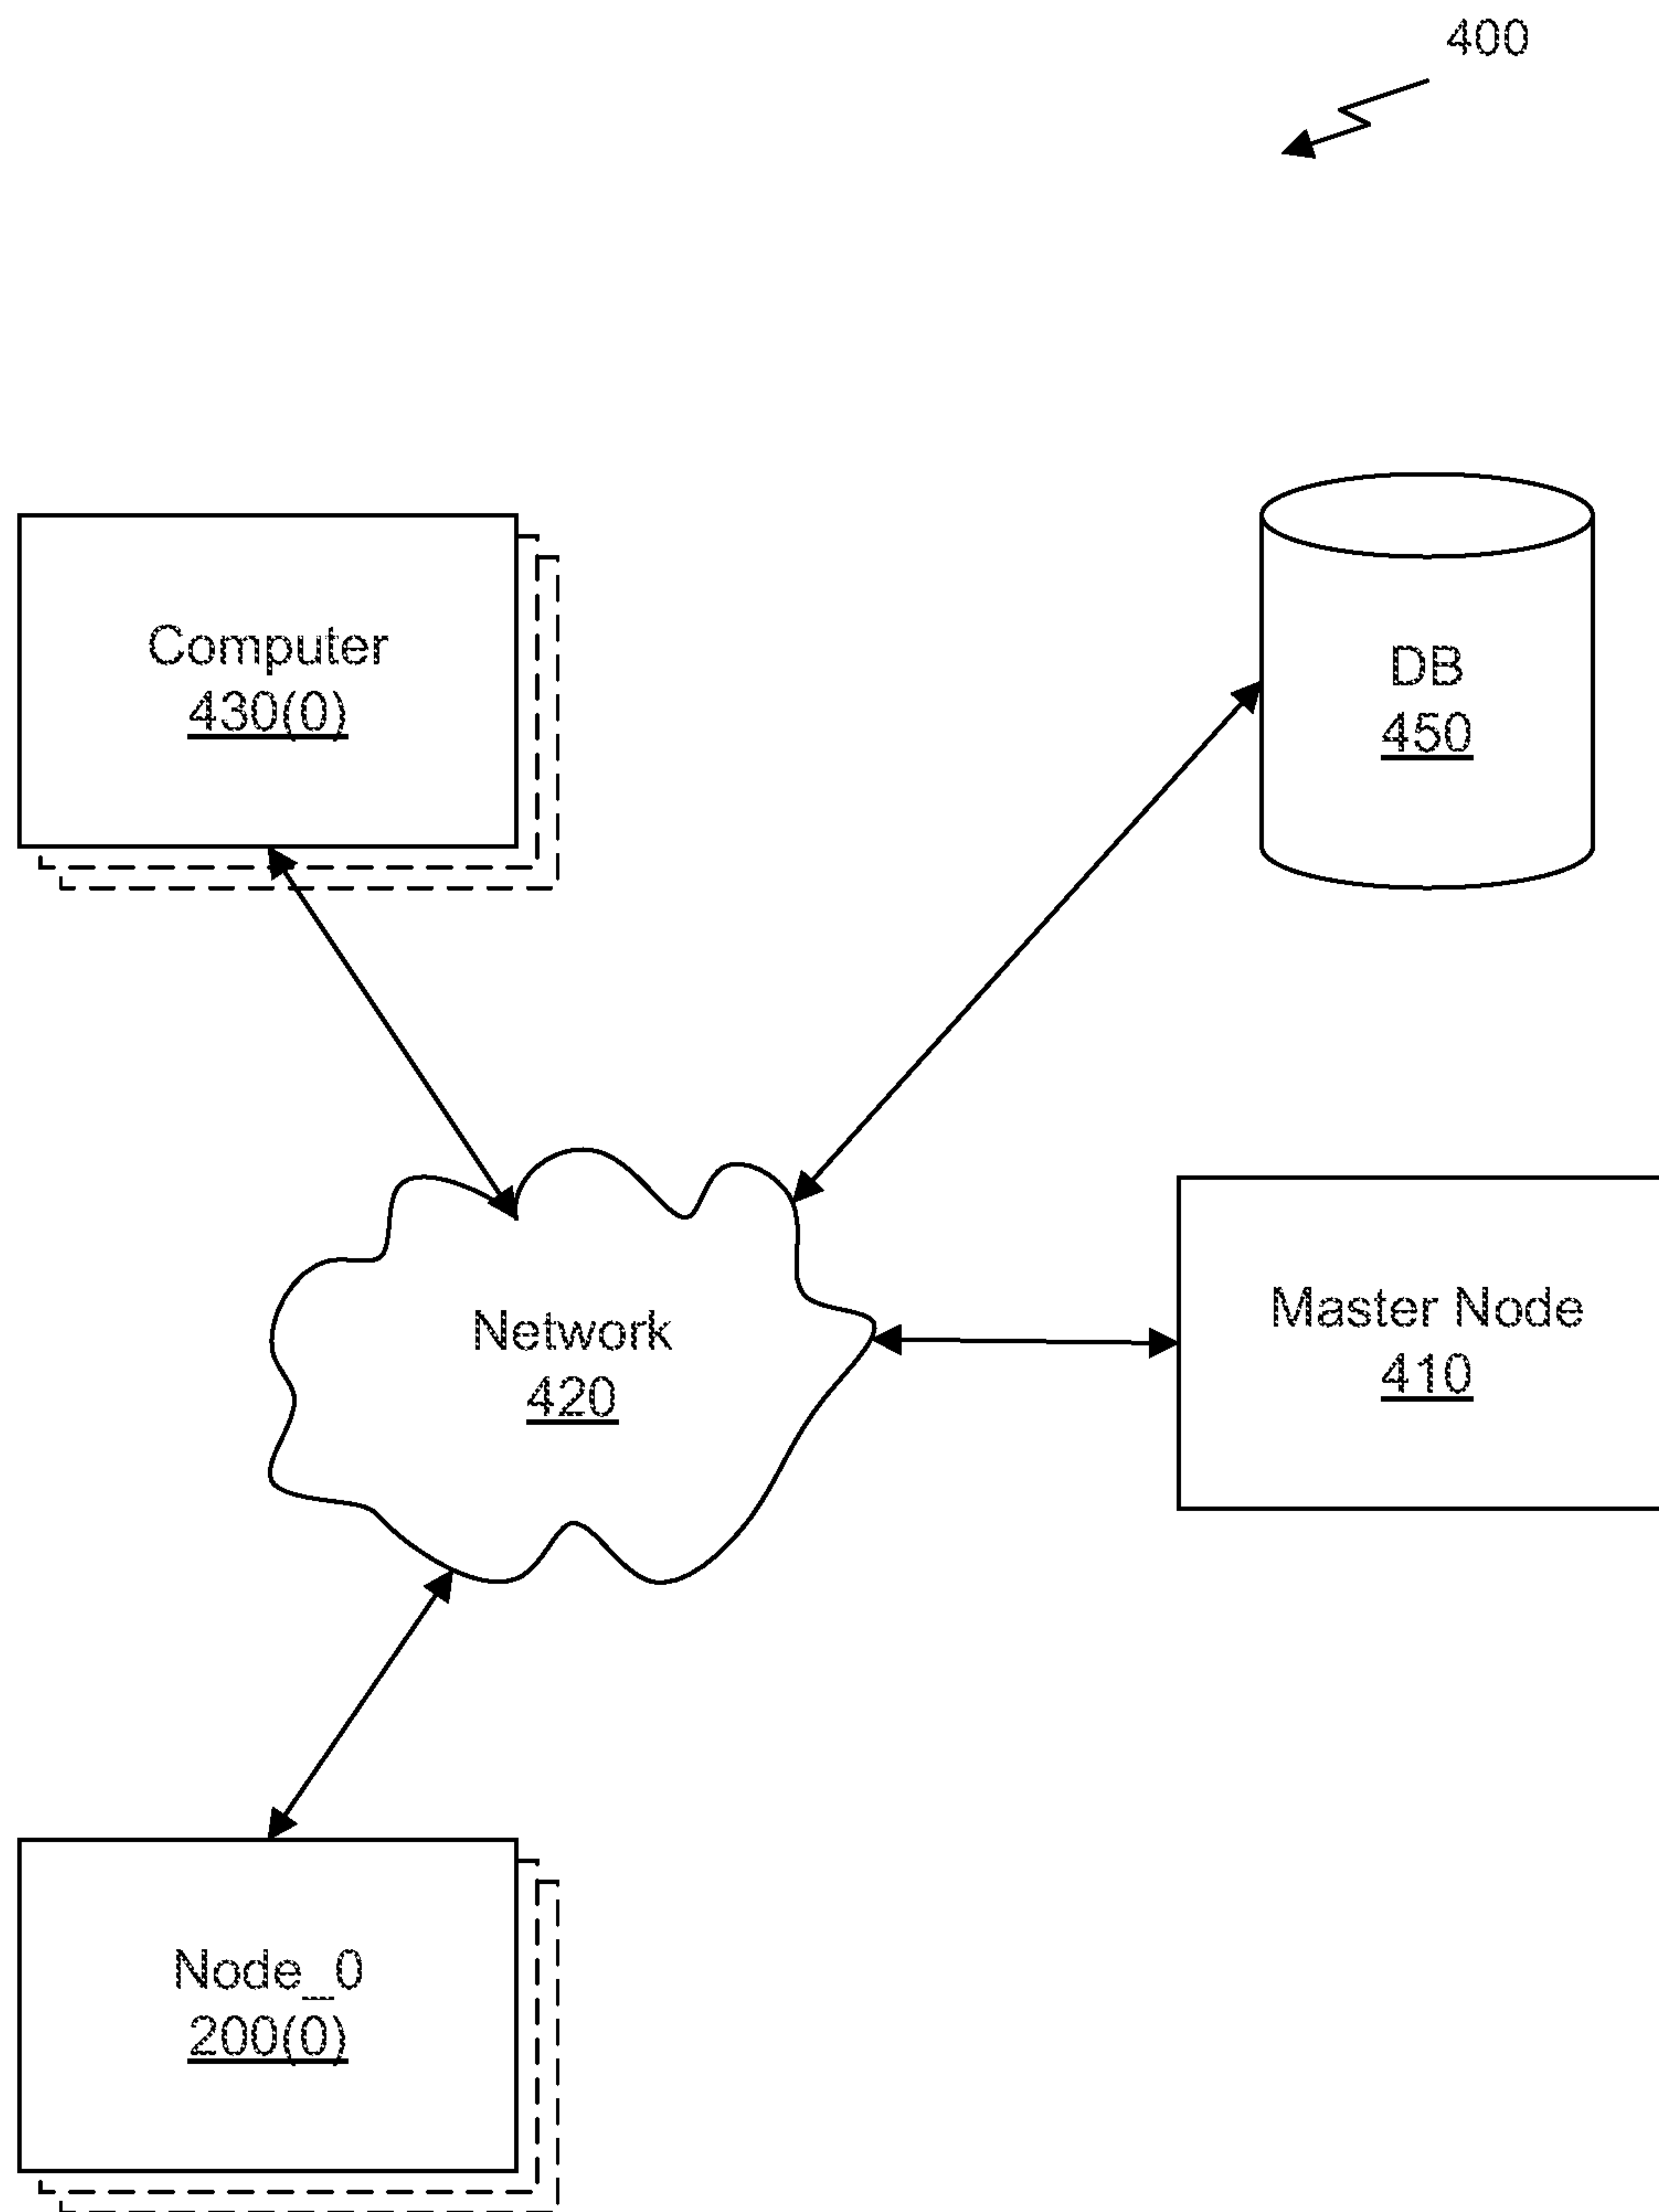 400
Computer
430(0)
DB
450
Network
420
Master Node
410
Node_0
200(0)